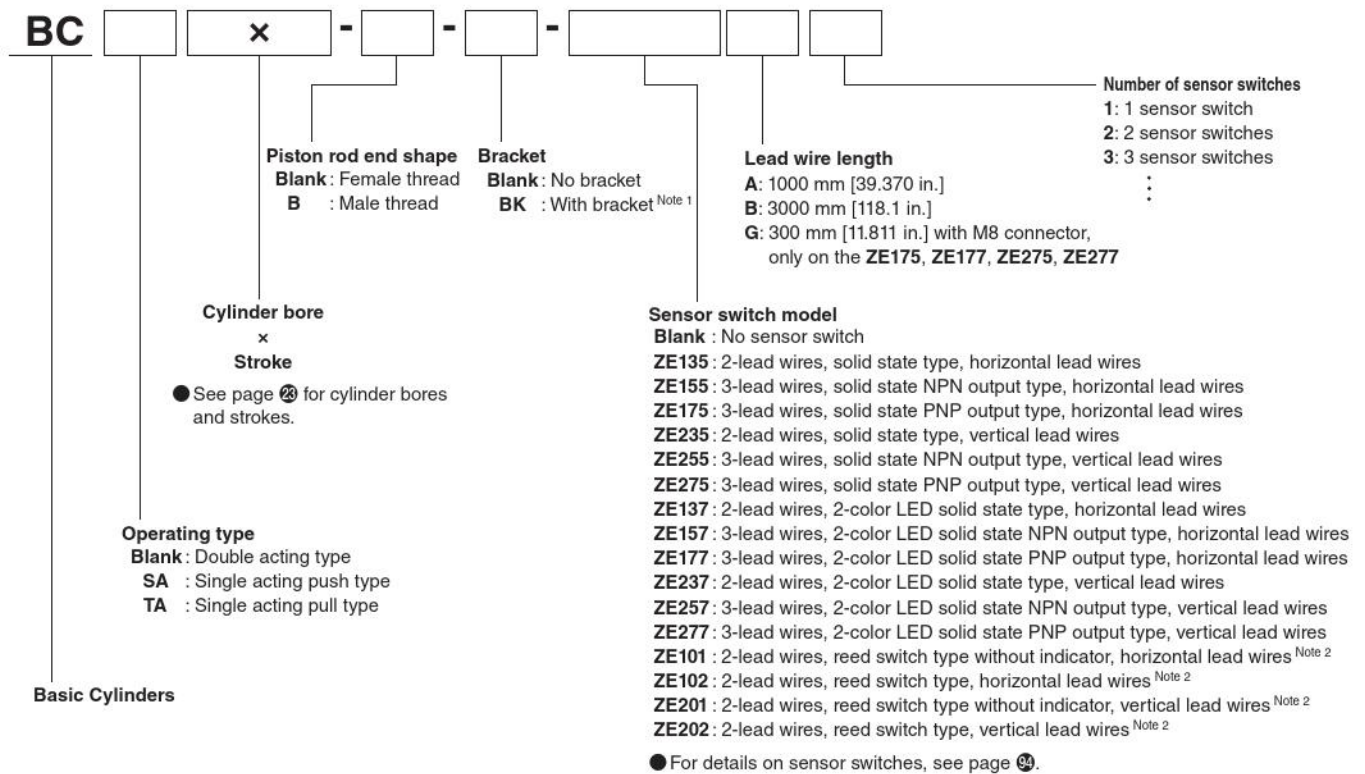 BC × - - -
Number of sensor switches
1: 1 sensor switch
2: 2 sensor switches
3: 3 sensor switches
⋮
Piston rod end shape
Blank : Female thread
B : Male thread
Bracket
Blank : No bracket
BK : With bracket Note 1
Lead wire length
A: 1000 mm [39.370 in.]
B: 3000 mm [118.1 in.]
G: 300 mm [11.811 in.] with M8 connector,
only on the ZE175, ZE177, ZE275, ZE277
Cylinder bore
×
Stroke
● See page 23 for cylinder bores
and strokes.
Sensor switch model
Blank : No sensor switch
ZE135 : 2-lead wires, solid state type, horizontal lead wires
ZE155 : 3-lead wires, solid state NPN output type, horizontal lead wires
ZE175 : 3-lead wires, solid state PNP output type, horizontal lead wires
ZE235 : 2-lead wires, solid state type, vertical lead wires
ZE255 : 3-lead wires, solid state NPN output type, vertical lead wires
ZE275 : 3-lead wires, solid state PNP output type, vertical lead wires
ZE137 : 2-lead wires, 2-color LED solid state type, horizontal lead wires
ZE157 : 3-lead wires, 2-color LED solid state NPN output type, horizontal lead wires
ZE177 : 3-lead wires, 2-color LED solid state PNP output type, horizontal lead wires
ZE237 : 2-lead wires, 2-color LED solid state type, vertical lead wires
ZE257 : 3-lead wires, 2-color LED solid state NPN output type, vertical lead wires
ZE277 : 3-lead wires, 2-color LED solid state PNP output type, vertical lead wires
ZE101 : 2-lead wires, reed switch type without indicator, horizontal lead wires Note 2
ZE102 : 2-lead wires, reed switch type, horizontal lead wires Note 2
ZE201 : 2-lead wires, reed switch type without indicator, vertical lead wires Note 2
ZE202 : 2-lead wires, reed switch type, vertical lead wires Note 2
● For details on sensor switches, see page 94.
Operating type
Blank : Double acting type
SA : Single acting push type
TA : Single acting pull type
Basic Cylinders